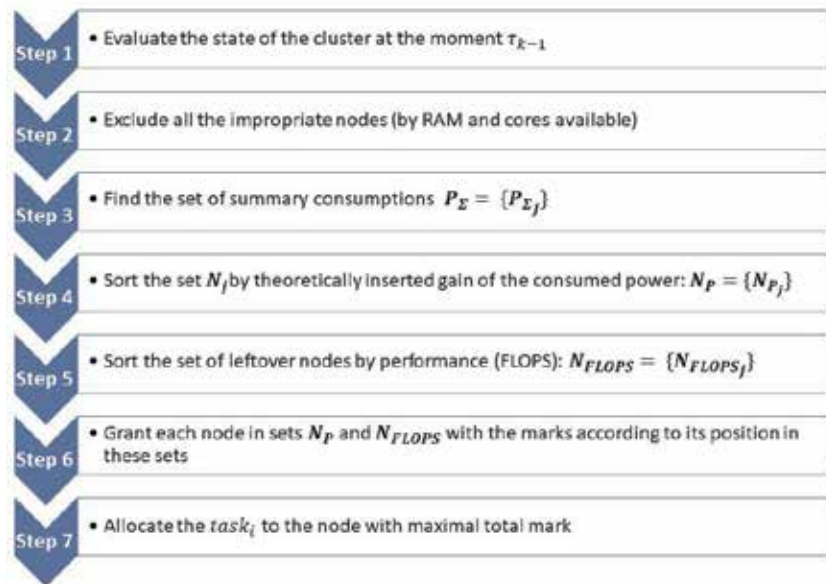 Step 1
• Evaluate the state of the cluster at the moment τₖ₋₁
Step 2
• Exclude all the impropriate nodes (by RAM and cores available)
Step 3
• Find the set of summary consumptions P_Σ = {P_Σⱼ}
Step 4
• Sort the set Nⱼ by theoretically inserted gain of the consumed power: N_P = {N_Pⱼ}
Step 5
• Sort the set of leftover nodes by performance (FLOPS): N_FLOPS = {N_FLOPSⱼ}
Step 6
• Grant each node in sets N_P and N_FLOPS with the marks according to its position in
these sets
Step 7
• Allocate the taskᵢ to the node with maximal total mark